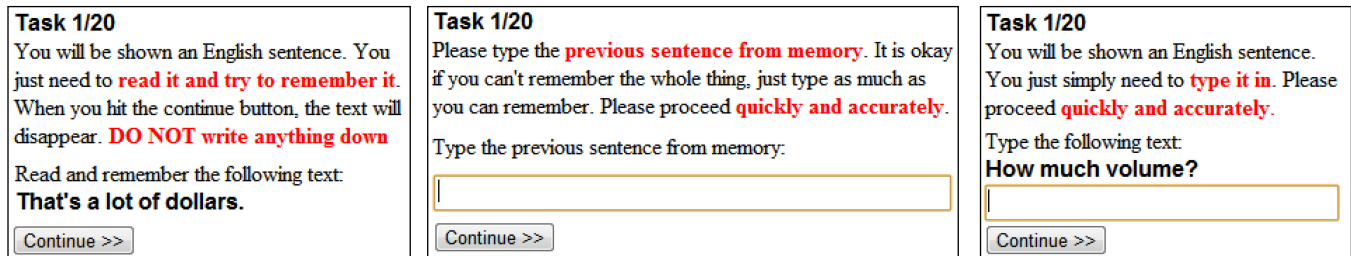 Task 1/20
You will be shown an English sentence. You
just need to read it and try to remember it.
When you hit the continue button, the text will
disappear. DO NOT write anything down
Read and remember the following text:
That's a lot of dollars.
Continue >>
Task 1/20
Please type the previous sentence from memory. It is okay
if you can't remember the whole thing, just type as much as
you can remember. Please proceed quickly and accurately.
Type the previous sentence from memory:
Continue >>
Task 1/20
You will be shown an English sentence.
You just simply need to type it in. Please
proceed quickly and accurately.
Type the following text:
How much volume?
Continue >>